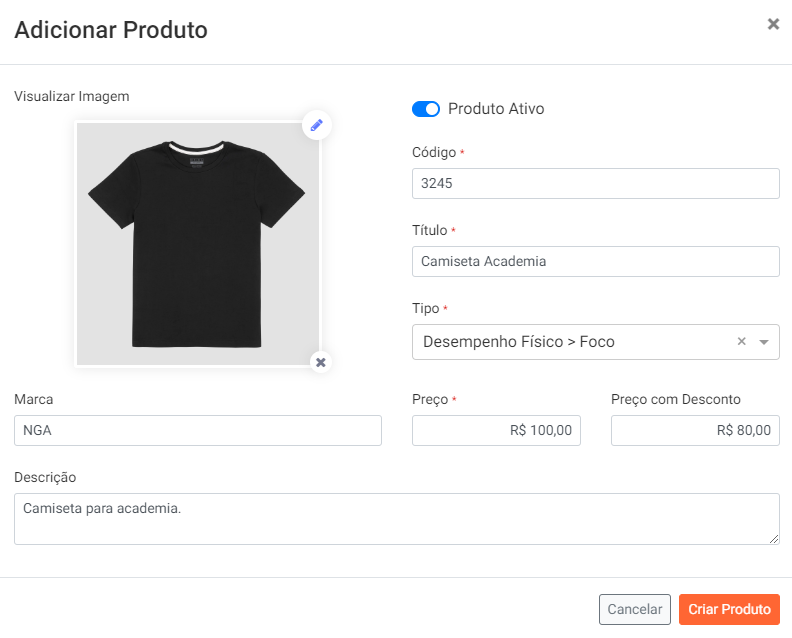 Adicionar Produto
Visualizar Imagem
Produto Ativo
Código *
3245
Título *
Camiseta Academia
Tipo *
Desempenho Físico > Foco
Marca
NGA
Preço *
R$ 100,00
Preço com Desconto
R$ 80,00
Descrição
Camiseta para academia.
Cancelar
Criar Produto